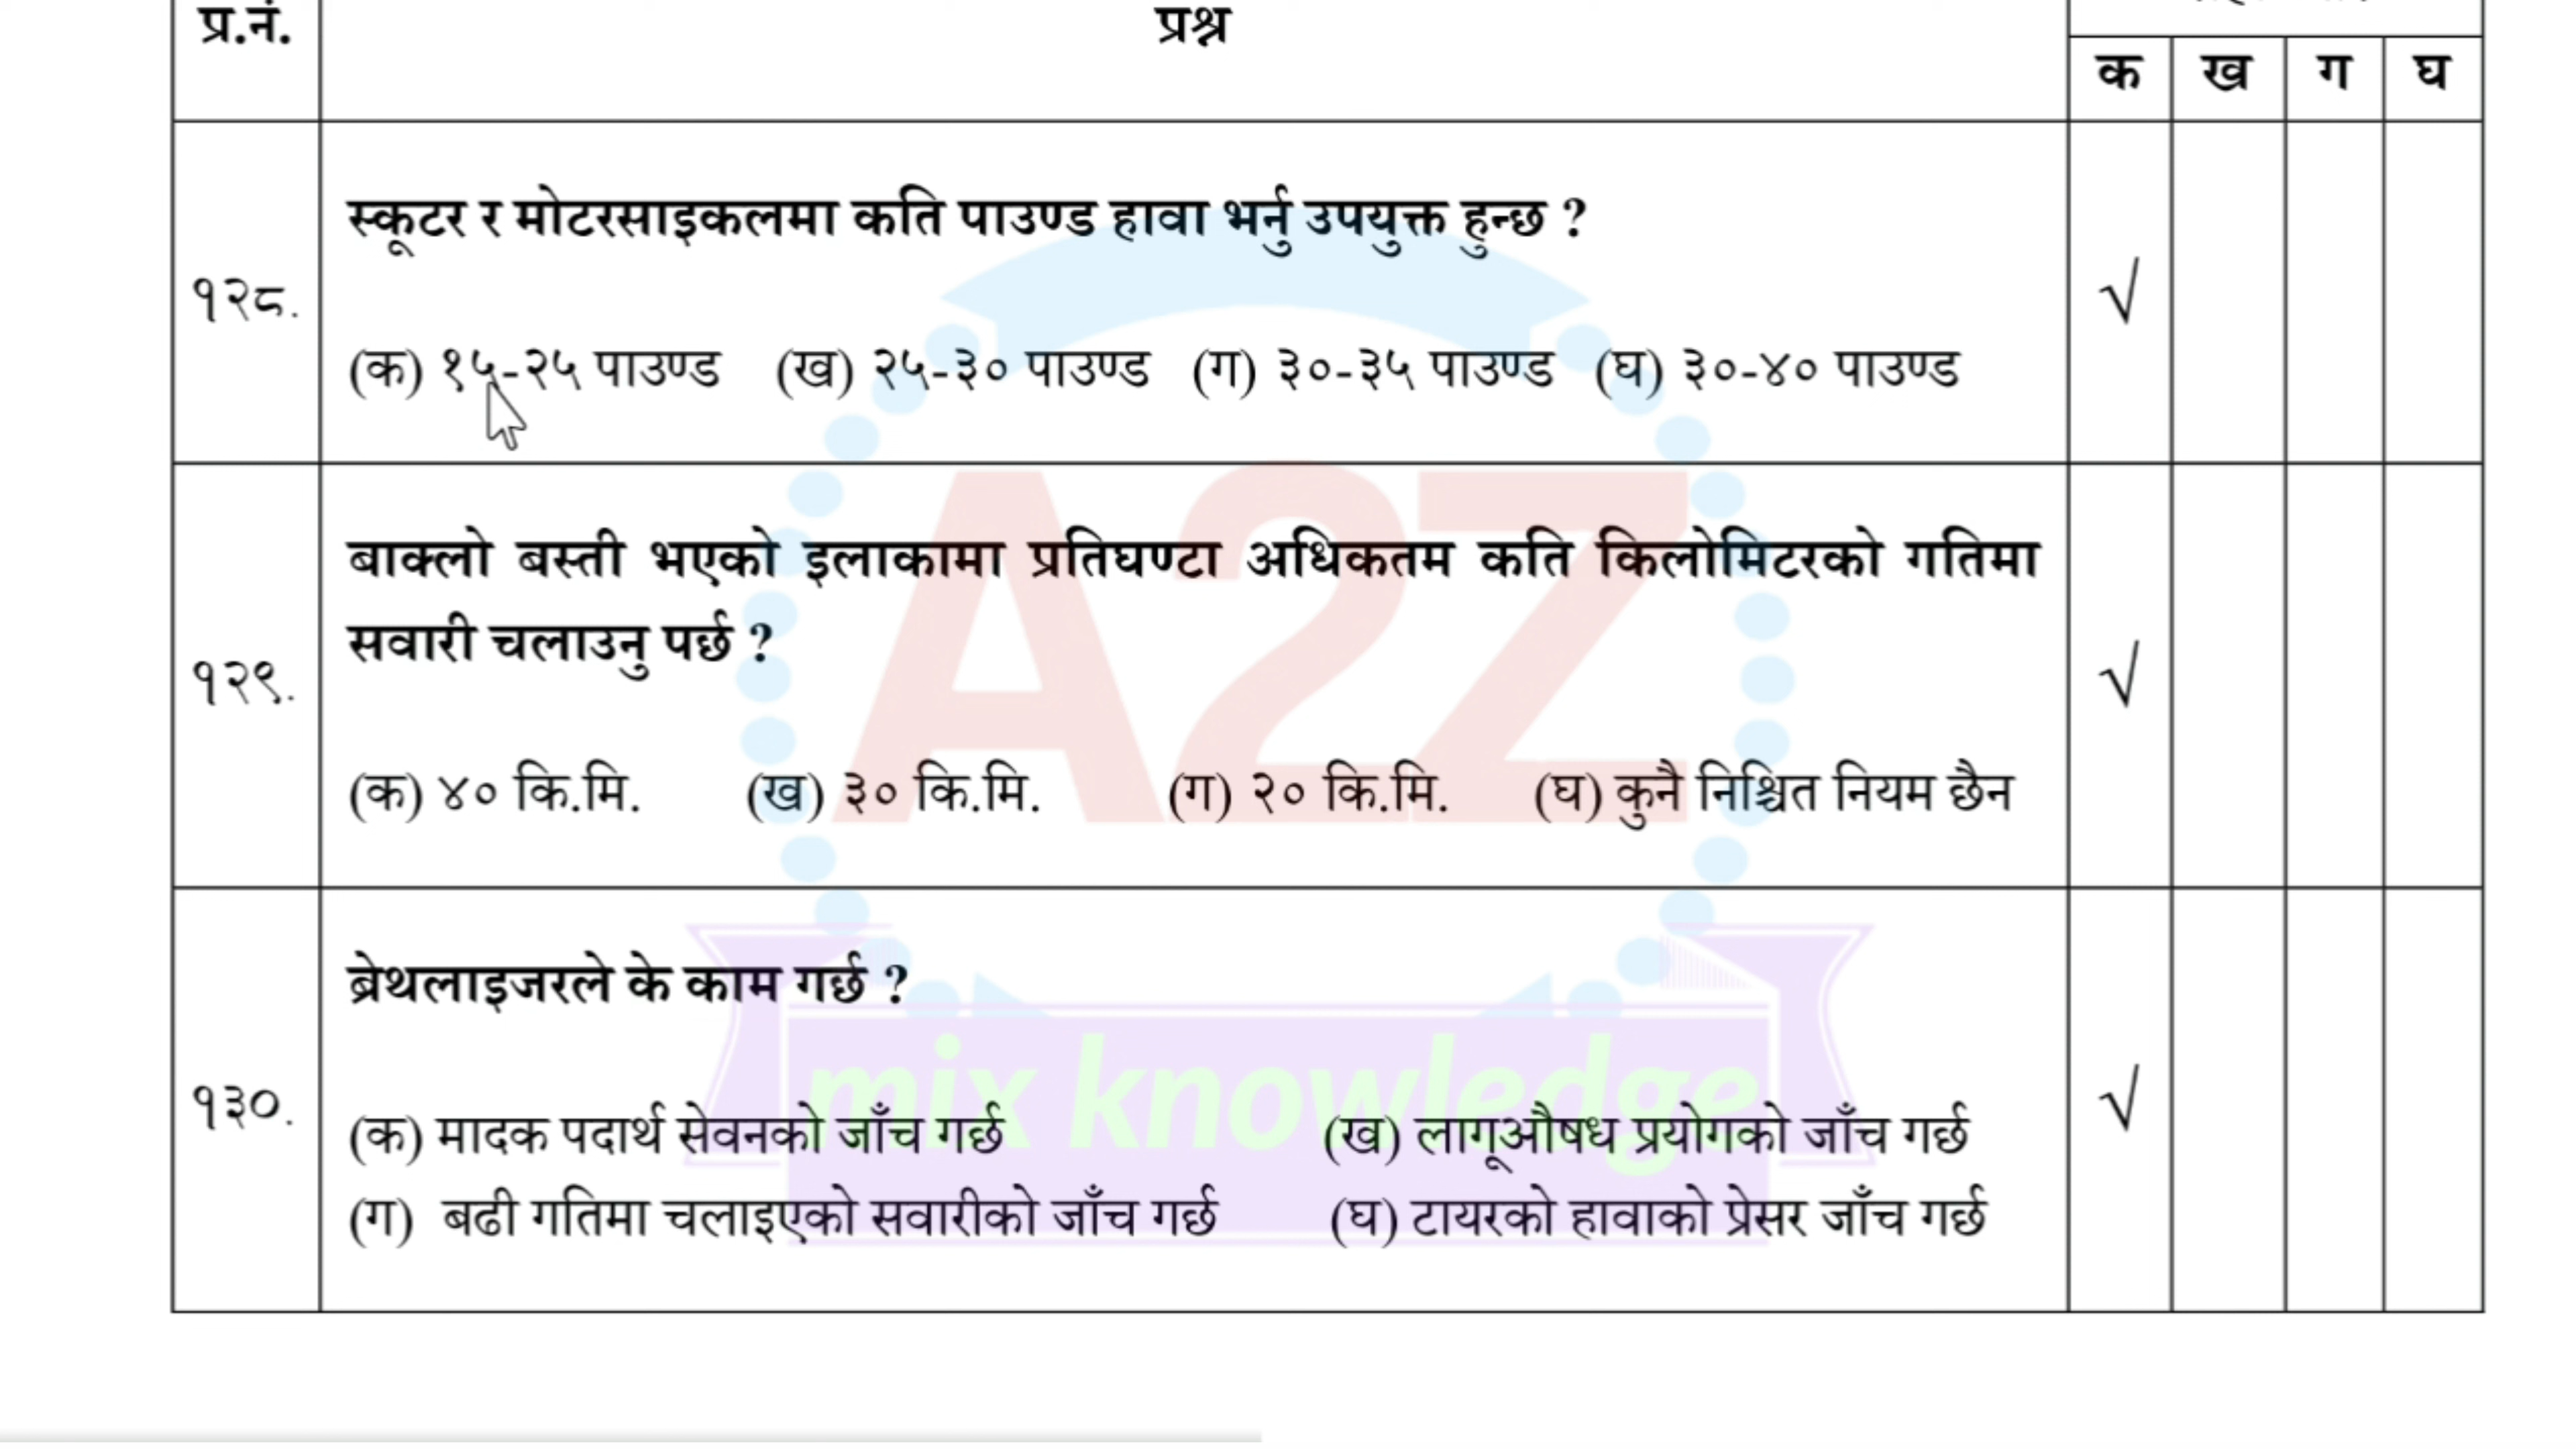 प्र.नं.
प्रश्न
क ख ग घ
१२८.
स्कूटर र मोटरसाइकलमा कति पाउण्ड हावा भर्नु उपयुक्त हुन्छ ?
(क) १५-२५ पाउण्ड (ख) २५-३० पाउण्ड (ग) ३०-३५ पाउण्ड (घ) ३०-४० पाउण्ड
√
१२९.
बाक्लो बस्ती भएको इलाकामा प्रतिघण्टा अधिकतम कति किलोमिटरको गतिमा
सवारी चलाउनु पर्छ ?
(क) ४० कि.मि. (ख) ३० कि.मि. (ग) २० कि.मि. (घ) कुनै निश्चित नियम छैन
√
१३०.
ब्रेथलाइजरले के काम गर्छ ?
(क) मादक पदार्थ सेवनको जाँच गर्छ (ख) लागूऔषध प्रयोगको जाँच गर्छ
(ग) बढी गतिमा चलाइएको सवारीको जाँच गर्छ (घ) टायरको हावाको प्रेसर जाँच गर्छ
√
A2Z
mix knowledge